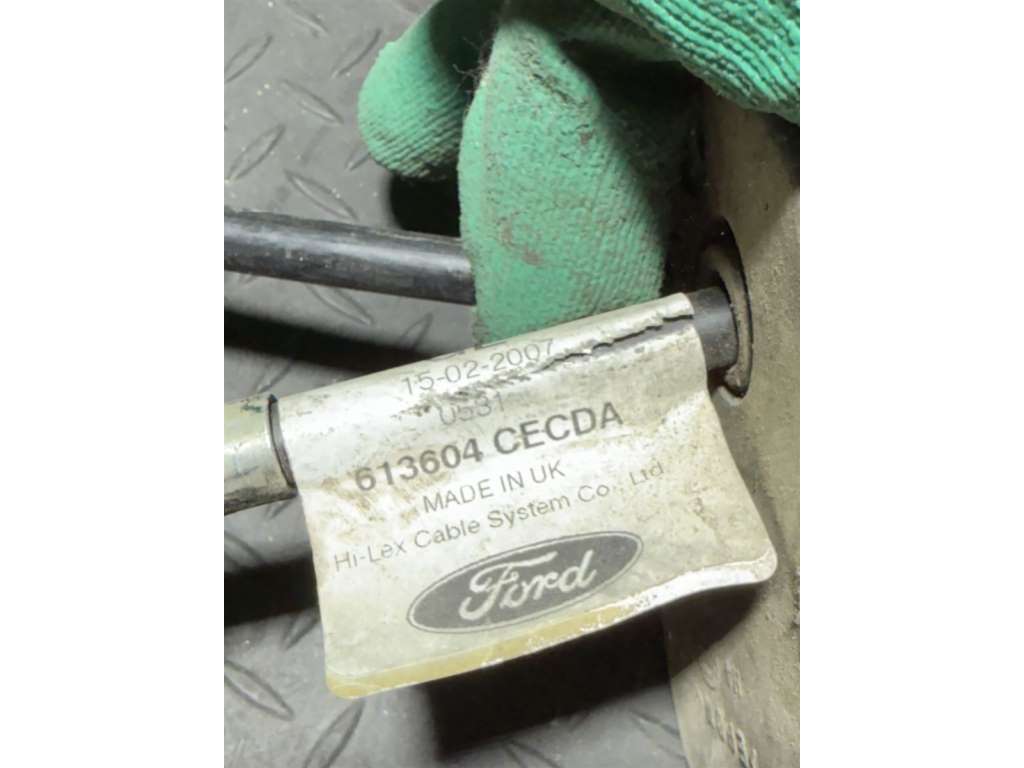 15-02-2007
0531
613604 CECDA
MADE IN UK
Hi-Lex Cable System Co., Ltd
Ford